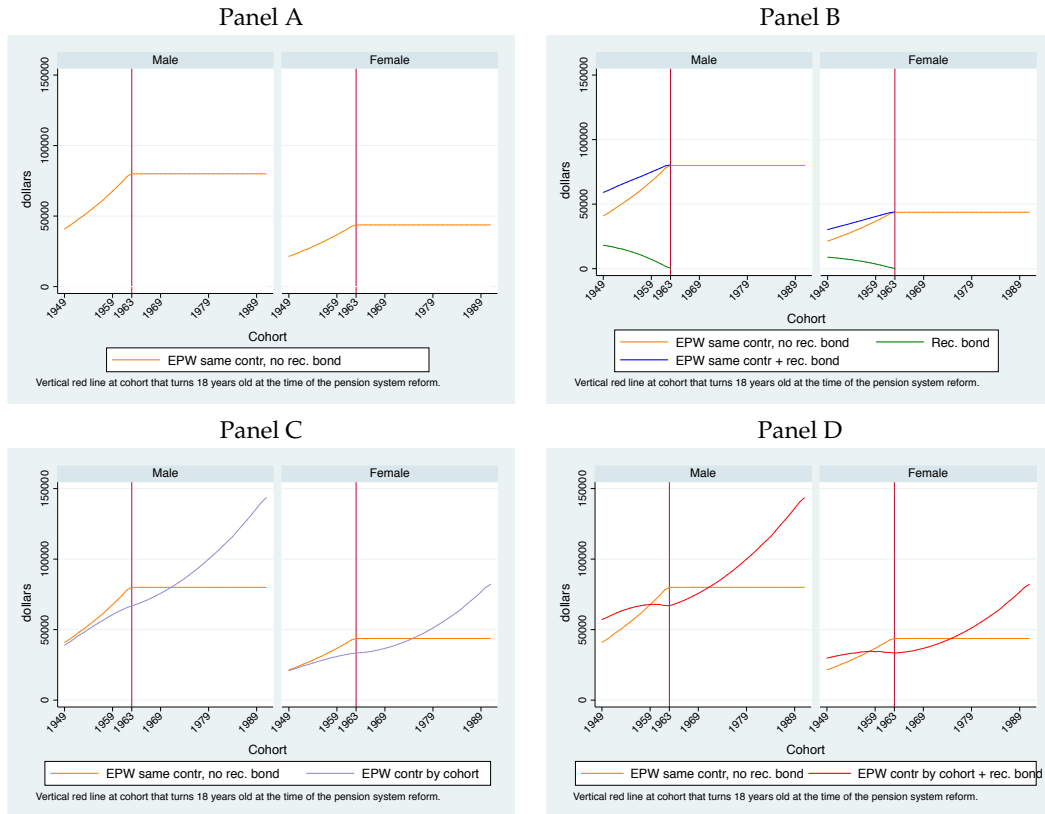 Panel A
Male Female
dollars
150000
100000
50000
0
1949 1959 1963 1969 1979 1989 1949 1959 1963 1969 1979 1989
Cohort
EPW same contr, no rec. bond
Vertical red line at cohort that turns 18 years old at the time of the pension system reform.
Panel B
Male Female
dollars
150000
100000
50000
0
1949 1959 1963 1969 1979 1989 1949 1959 1963 1969 1979 1989
Cohort
EPW same contr, no rec. bond Rec. bond
EPW same contr + rec. bond
Vertical red line at cohort that turns 18 years old at the time of the pension system reform.
Panel C
Male Female
dollars
150000
100000
50000
0
1949 1959 1963 1969 1979 1989 1949 1959 1963 1969 1979 1989
Cohort
EPW same contr, no rec. bond EPW contr by cohort
Vertical red line at cohort that turns 18 years old at the time of the pension system reform.
Panel D
Male Female
dollars
150000
100000
50000
0
1949 1959 1963 1969 1979 1989 1949 1959 1963 1969 1979 1989
Cohort
EPW same contr, no rec. bond EPW contr by cohort + rec. bond
Vertical red line at cohort that turns 18 years old at the time of the pension system reform.